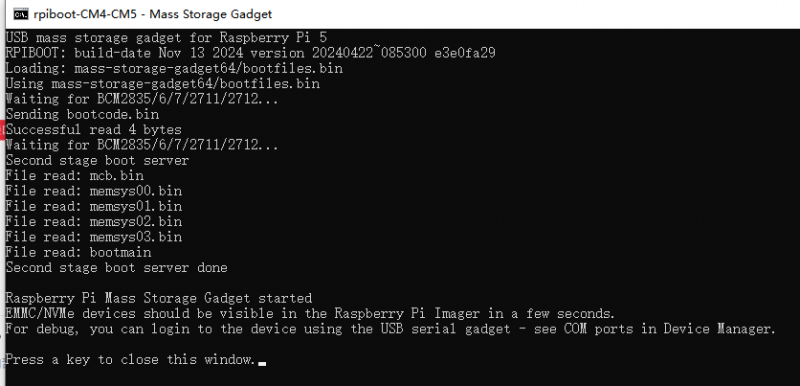 rpiboot-CM4-CM5 - Mass Storage Gadget
USB mass storage gadget for Raspberry Pi 5
RPIBOOT: build-date Nov 13 2024 version 20240422~085300 e3e0fa29
Loading: mass-storage-gadget64/bootfiles.bin
Using mass-storage-gadget64/bootfiles.bin
Waiting for BCM2835/6/7/2711/2712...
Sending bootcode.bin
Successful read 4 bytes
Waiting for BCM2835/6/7/2711/2712...
Second stage boot server
File read: mcb.bin
File read: memsys00.bin
File read: memsys01.bin
File read: memsys02.bin
File read: memsys03.bin
File read: bootmain
Second stage boot server done
Raspberry Pi Mass Storage Gadget started
EMMC/NVMe devices should be visible in the Raspberry Pi Imager in a few seconds.
For debug, you can login to the device using the USB serial gadget - see COM ports in Device Manager.
Press a key to close this window.